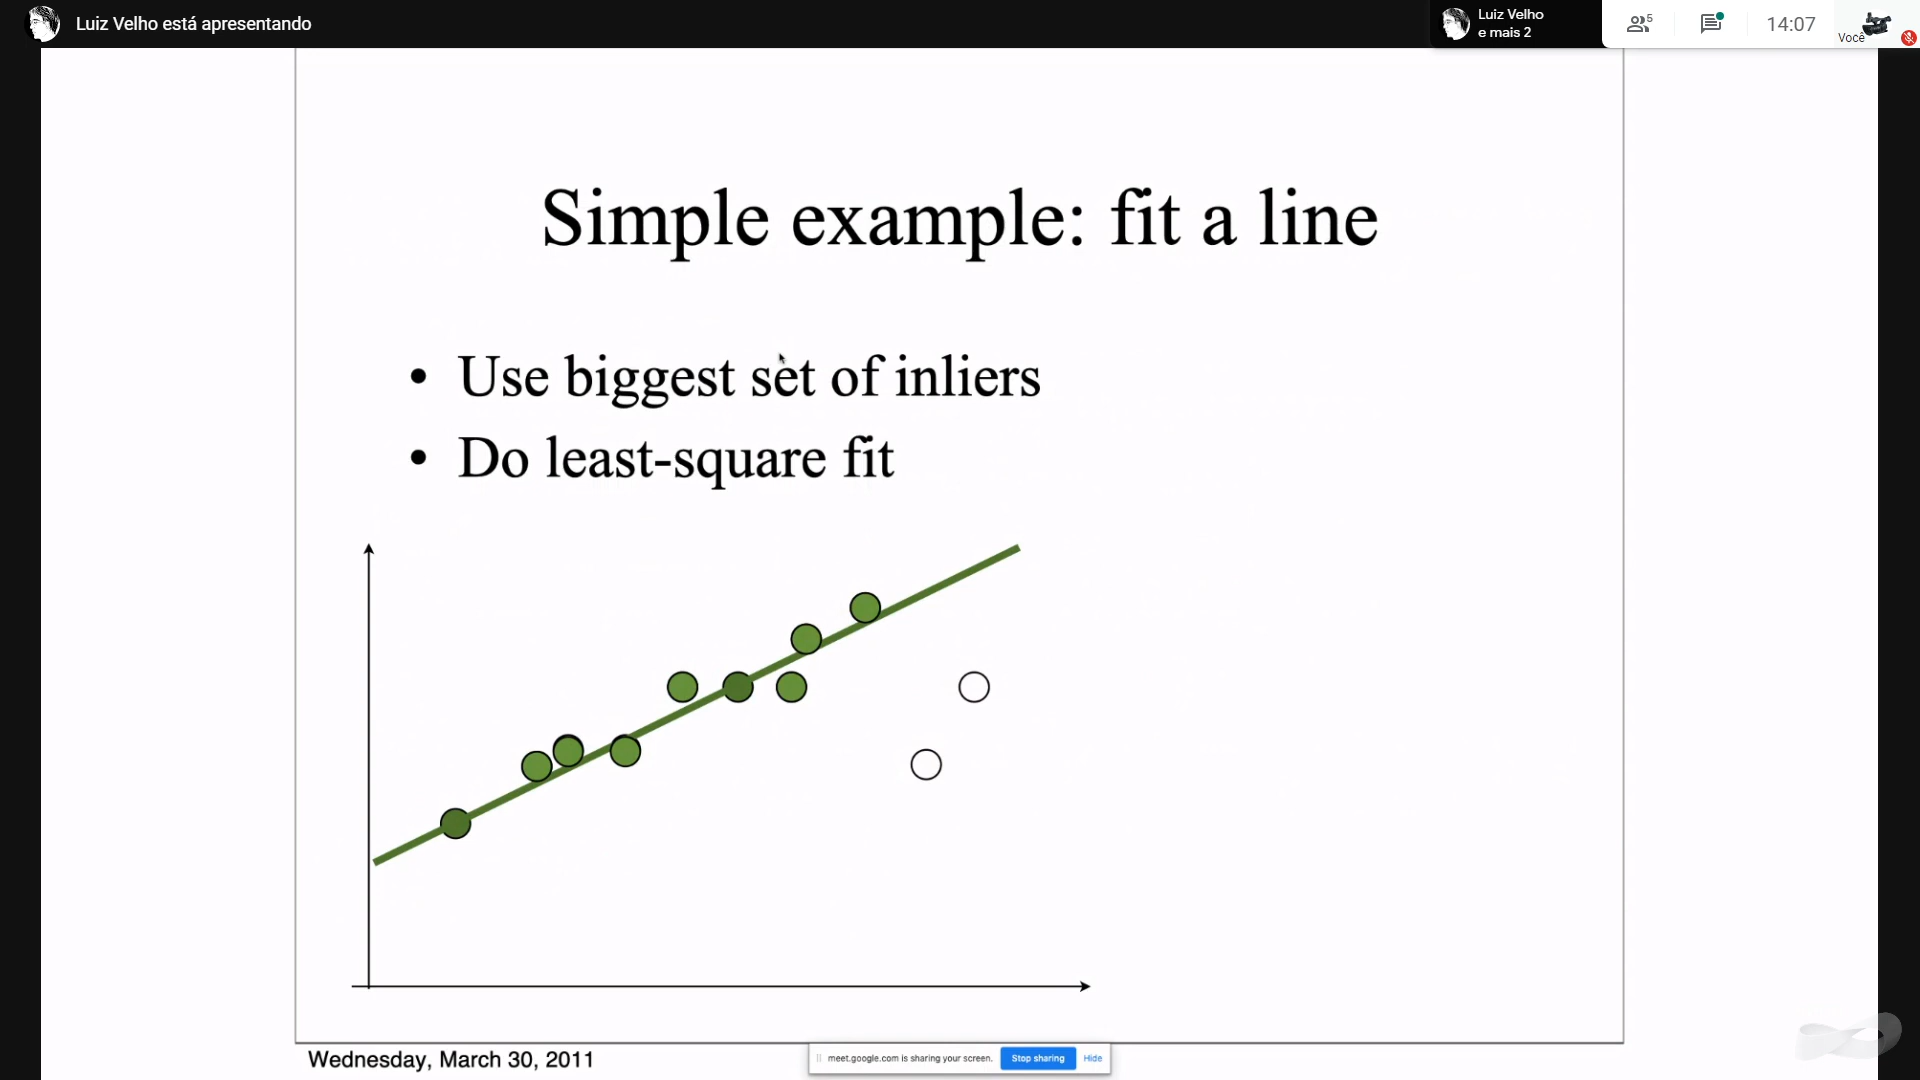 Luiz Velho está apresentando
Luiz Velho
e mais 2
5
14:07
Você
Simple example: fit a line
• Use biggest set of inliers
• Do least-square fit
Wednesday, March 30, 2011
meet.google.com is sharing your screen.
Stop sharing
Hide